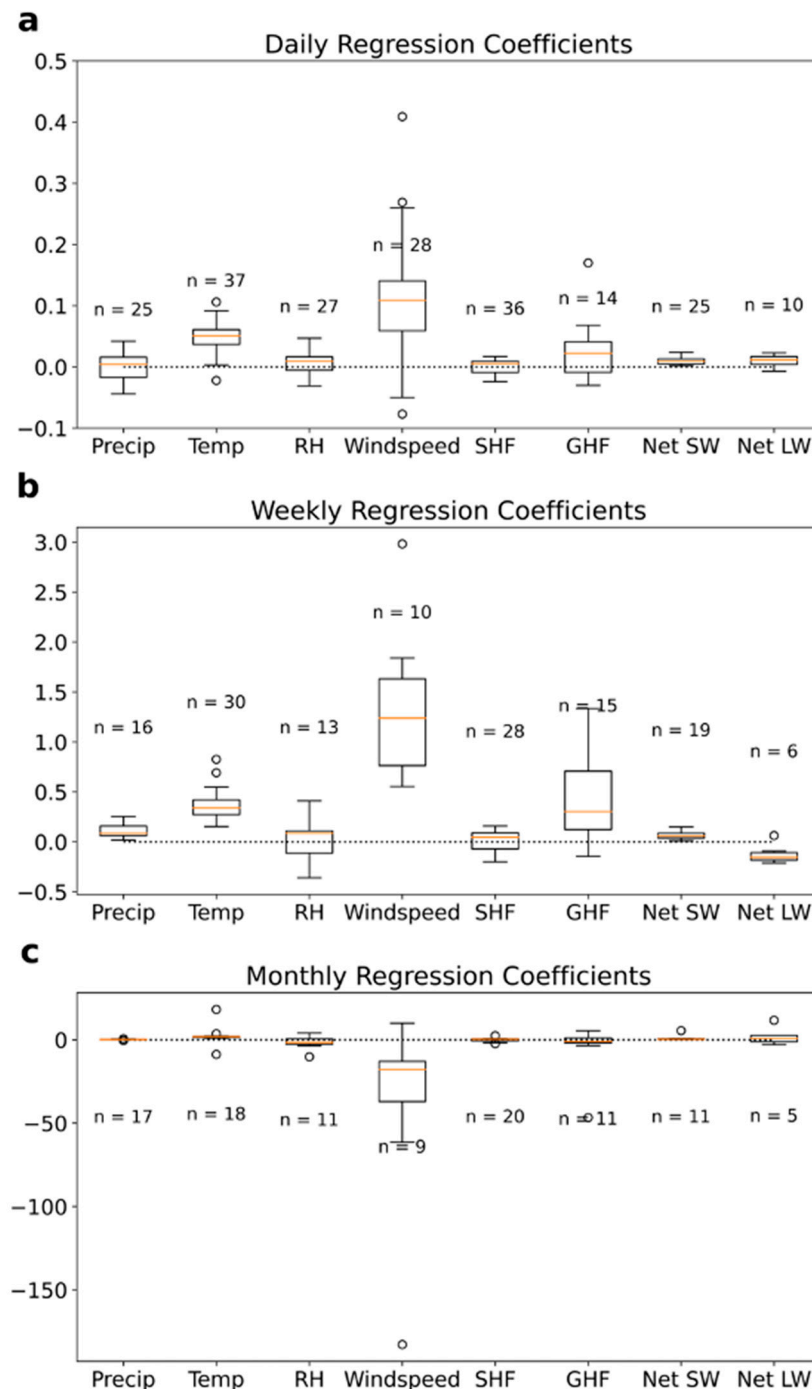 a
Daily Regression Coefficients
0.5
0.4
0.3
0.2
0.1
0.0
−0.1
n = 25
n = 37
n = 27
n = 28
n = 36
n = 14
n = 25
n = 10
Precip Temp RH Windspeed SHF GHF Net SW Net LW
b
Weekly Regression Coefficients
3.0
2.5
2.0
1.5
1.0
0.5
0.0
−0.5
n = 16
n = 30
n = 13
n = 10
n = 28
n = 15
n = 19
n = 6
Precip Temp RH Windspeed SHF GHF Net SW Net LW
c
Monthly Regression Coefficients
0
−50
−100
−150
n = 17
n = 18
n = 11
n = 9
n = 20
n = 11
n = 11
n = 5
Precip Temp RH Windspeed SHF GHF Net SW Net LW